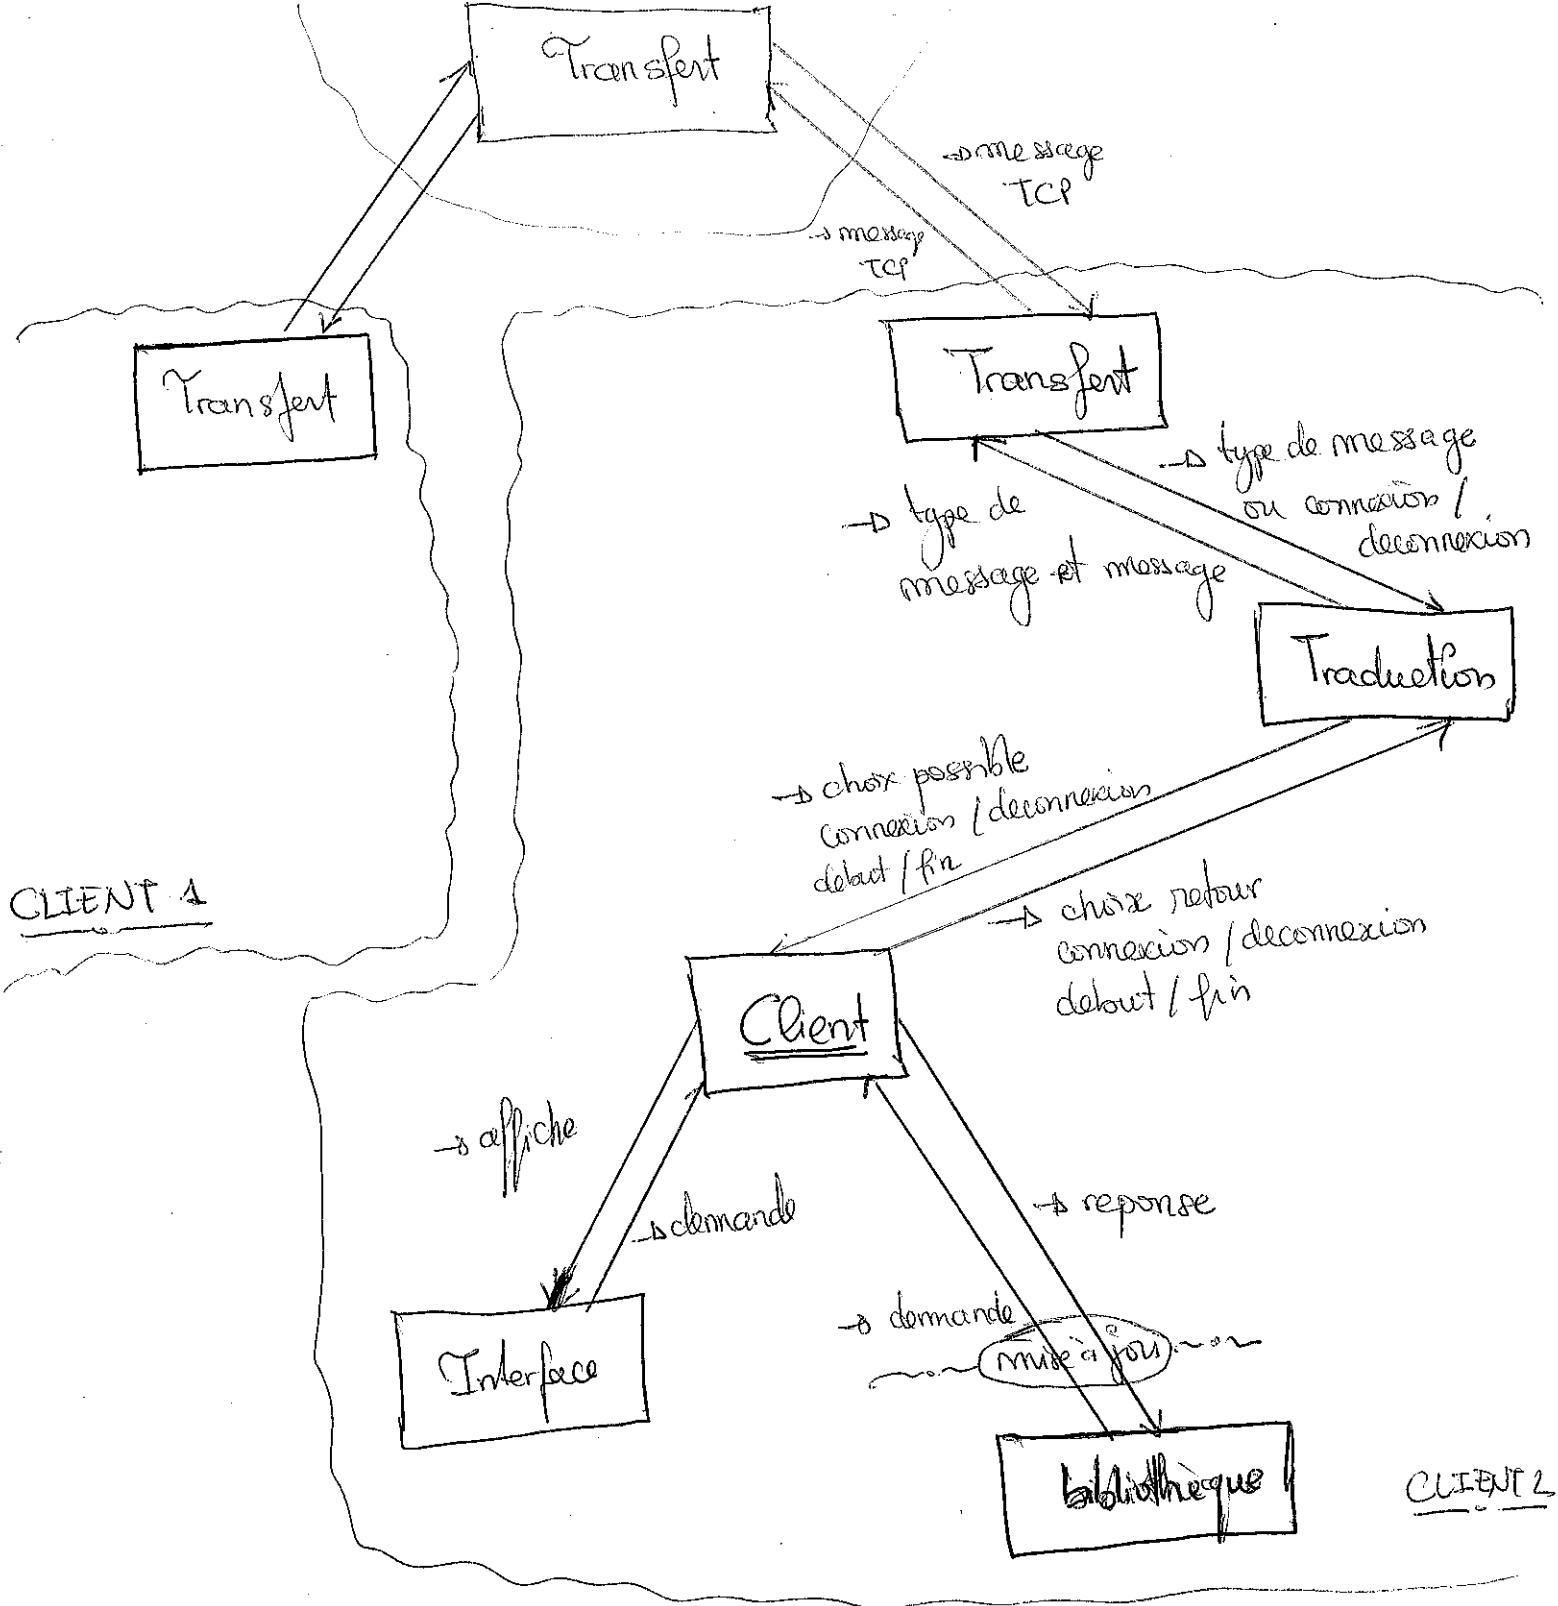 Transfert
→ message
TCP
→ message
TCP
Transfert
Transfert
→ type de message
ou connexion /
deconnexion
→ type de
message et message
Traduction
→ choix possible
connexion / deconnexion
debut / fin
CLIENT 1
→ choix retour
connexion / deconnexion
debut / fin
Client
→ affiche
→ demande
→ reponse
→ demande
mise à jour
Interface
bibliothèque
CLIENT 2